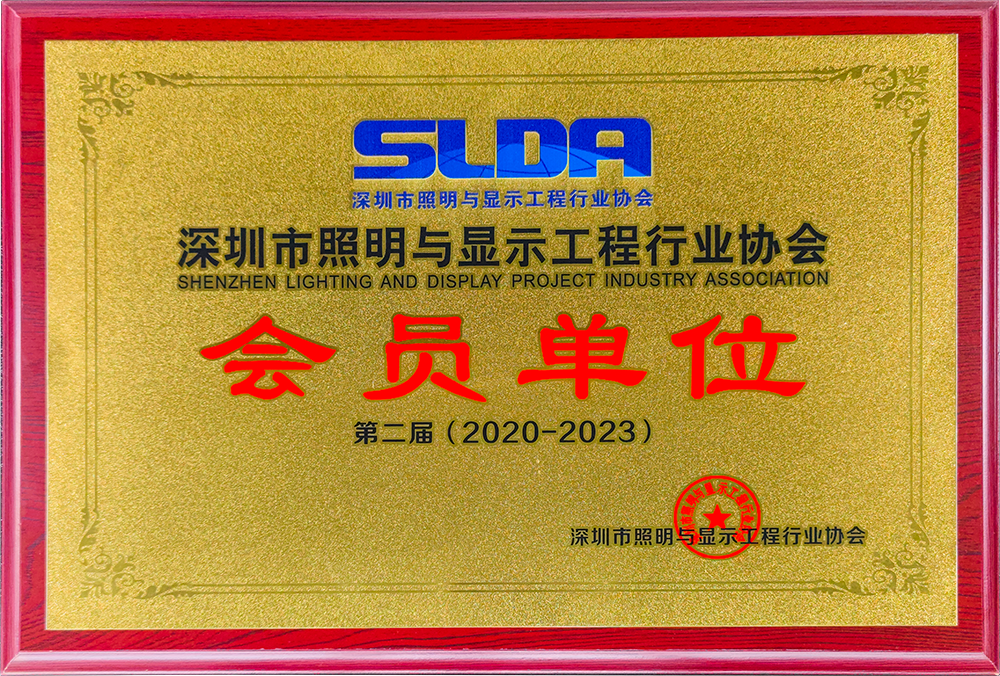 SLDA
深圳市照明与显示工程行业协会
深圳市照明与显示工程行业协会
SHENZHEN LIGHTING AND DISPLAY PROJECT INDUSTRY ASSOCIATION
会员单位
第二届（2020-2023）
深圳市照明与显示工程行业协会